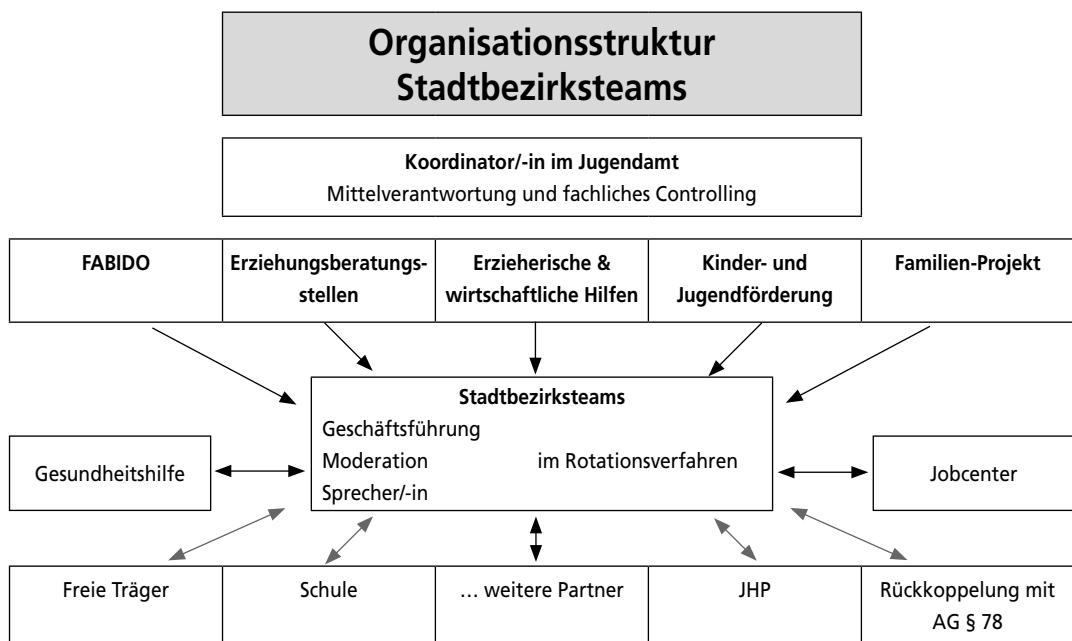 Organisationsstruktur
Stadtbezirksteams
Koordinator/-in im Jugendamt
Mittelverantwortung und fachliches Controlling
FABIDO
Erziehungsberatungs-
stellen
Erzieherische &
wirtschaftliche Hilfen
Kinder- und
Jugendförderung
Familien-Projekt
Stadtbezirksteams
Geschäftsführung
Moderation im Rotationsverfahren
Sprecher/-in
Gesundheitshilfe
Jobcenter
Freie Träger
Schule
… weitere Partner
JHP
Rückkoppelung mit
AG § 78